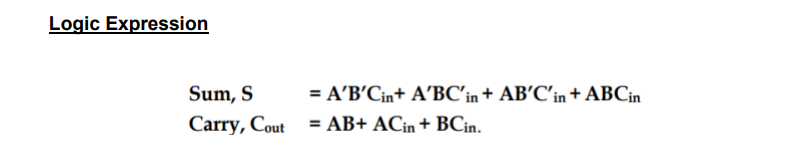 Logic Expression
Sum, S = A′B′Cin+ A′BC′in + AB′C′in + ABCin
Carry, Cout = AB+ ACin + BCin.